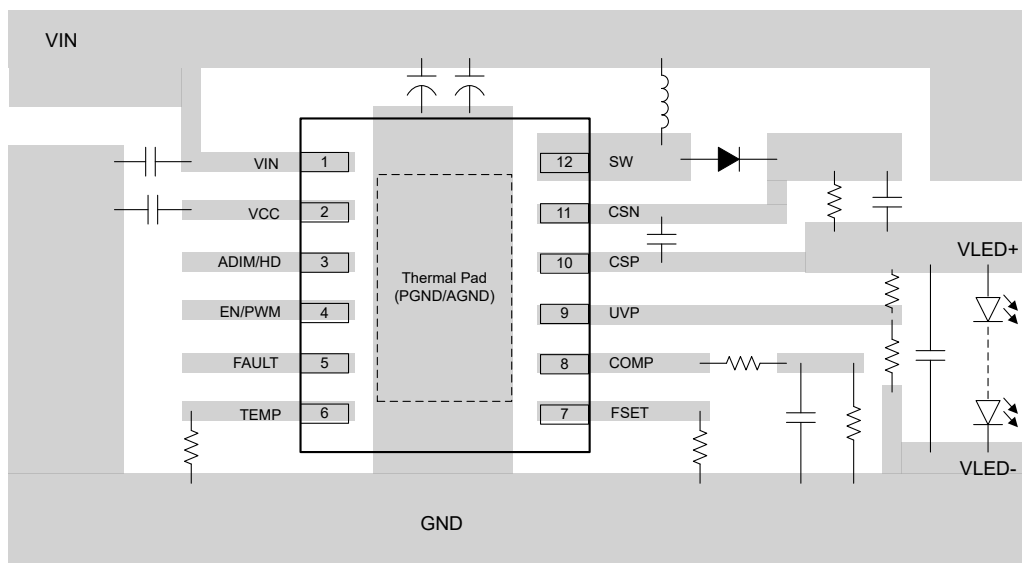 VIN
VIN
1
12
SW
VCC
2
11
CSN
ADIM/HD
3
10
CSP
VLED+
Thermal Pad
(PGND/AGND)
EN/PWM
4
9
UVP
FAULT
5
8
COMP
TEMP
6
7
FSET
VLED-
GND